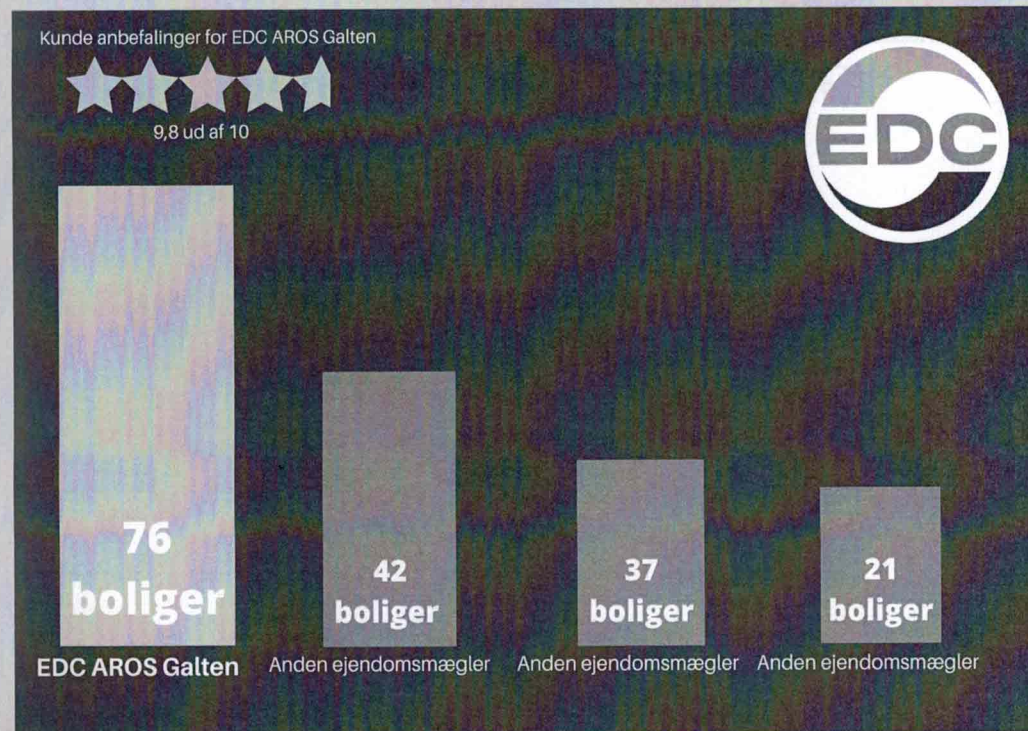 Kunde anbefalinger for EDC AROS Galten
9,8 ud af 10
EDC
76
boliger
42
boliger
37
boliger
21
boliger
EDC AROS Galten
Anden ejendomsmægler
Anden ejendomsmægler
Anden ejendomsmægler